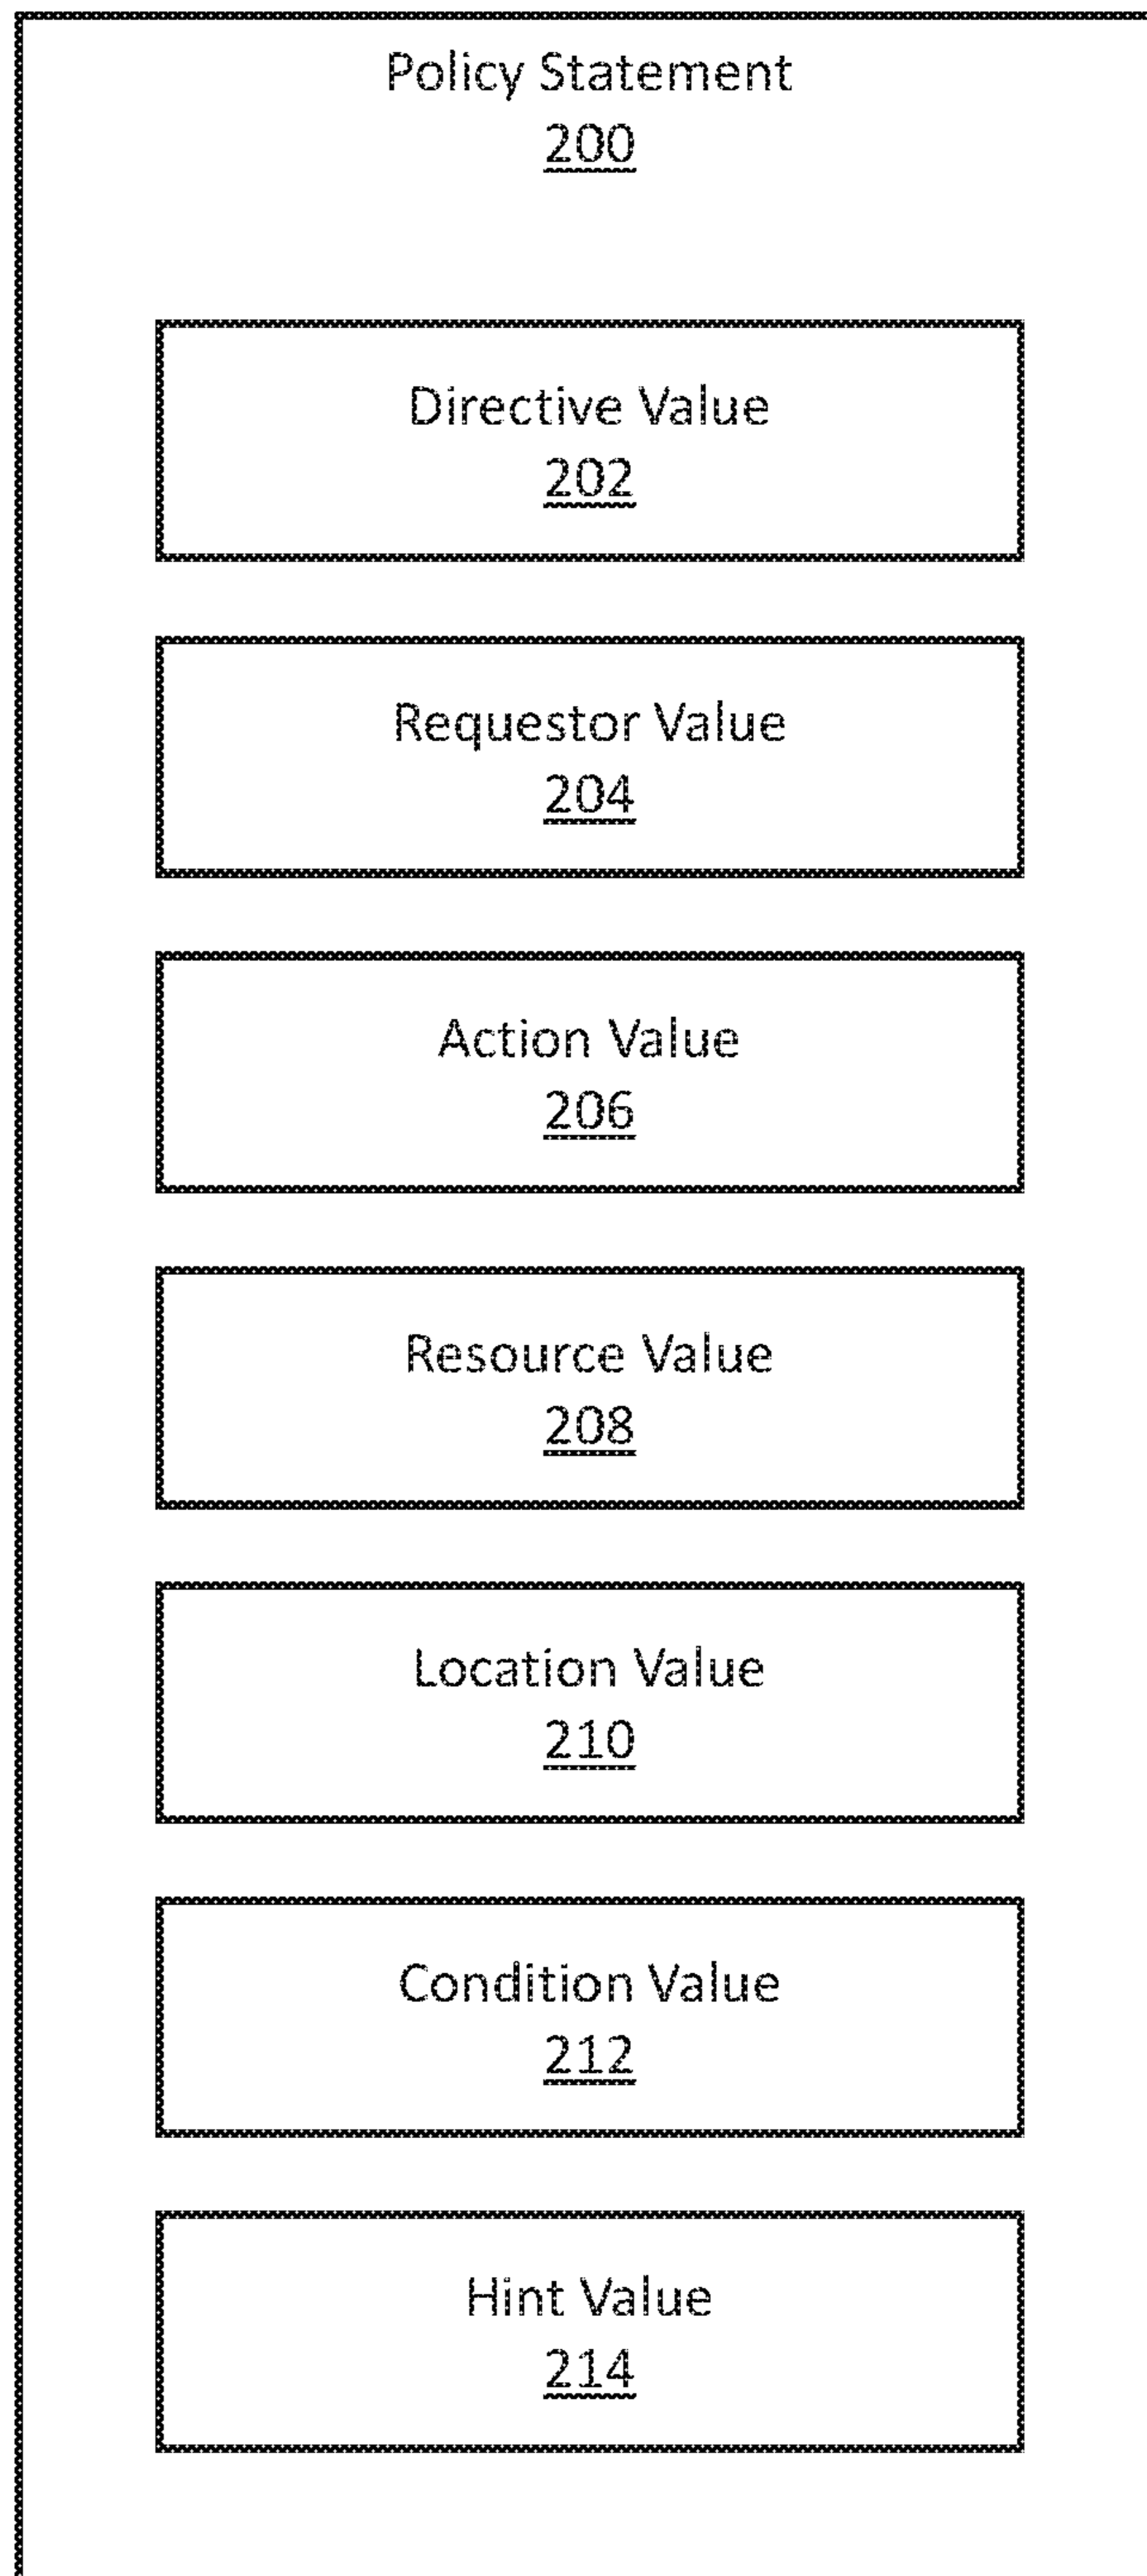 Policy Statement
200
Directive Value
202
Requestor Value
204
Action Value
206
Resource Value
208
Location Value
210
Condition Value
212
Hint Value
214